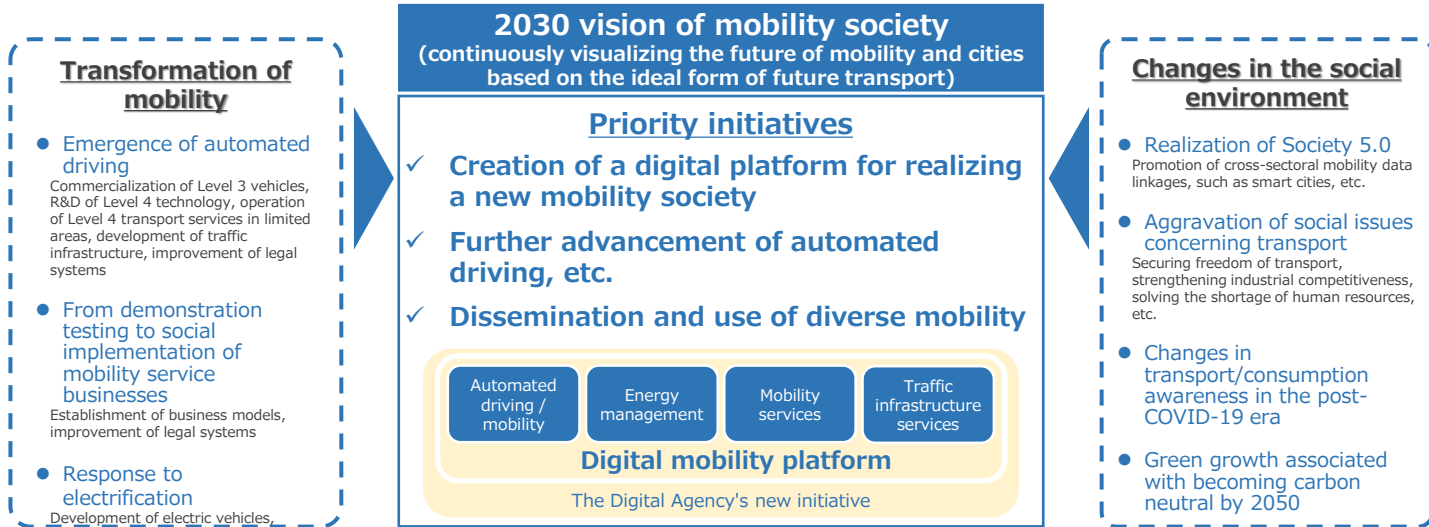 Transformation of
mobility
● Emergence of automated
driving
Commercialization of Level 3 vehicles,
R&D of Level 4 technology, operation
of Level 4 transport services in limited
areas, development of traffic
infrastructure, improvement of legal
systems
● From demonstration
testing to social
implementation of
mobility service
businesses
Establishment of business models,
improvement of legal systems
● Response to
electrification
Development of electric vehicles,
2030 vision of mobility society
(continuously visualizing the future of mobility and cities
based on the ideal form of future transport)
Priority initiatives
✓ Creation of a digital platform for realizing
a new mobility society
✓ Further advancement of automated
driving, etc.
✓ Dissemination and use of diverse mobility
Automated
driving /
mobility
Energy
management
Mobility
services
Traffic
infrastructure
services
Digital mobility platform
The Digital Agency's new initiative
Changes in the social
environment
● Realization of Society 5.0
Promotion of cross-sectoral mobility data
linkages, such as smart cities, etc.
● Aggravation of social issues
concerning transport
Securing freedom of transport,
strengthening industrial competitiveness,
solving the shortage of human resources,
etc.
● Changes in
transport/consumption
awareness in the post-
COVID-19 era
● Green growth associated
with becoming carbon
neutral by 2050